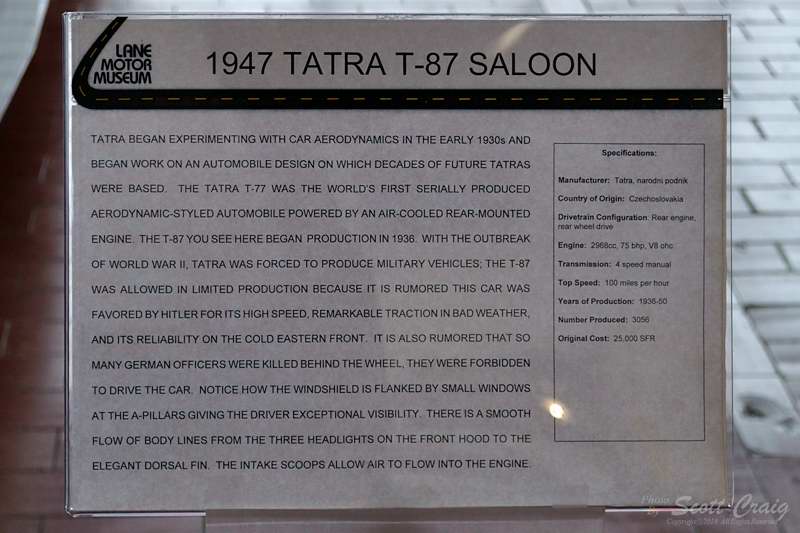 LANE
MOTOR
MUSEUM
1947 TATRA T-87 SALOON
TATRA BEGAN EXPERIMENTING WITH CAR AERODYNAMICS IN THE EARLY 1930s AND
BEGAN WORK ON AN AUTOMOBILE DESIGN ON WHICH DECADES OF FUTURE TATRAS
WERE BASED. THE TATRA T-77 WAS THE WORLD'S FIRST SERIALLY PRODUCED
AERODYNAMIC-STYLED AUTOMOBILE POWERED BY AN AIR-COOLED REAR-MOUNTED
ENGINE. THE T-87 YOU SEE HERE BEGAN PRODUCTION IN 1936. WITH THE OUTBREAK
OF WORLD WAR II, TATRA WAS FORCED TO PRODUCE MILITARY VEHICLES; THE T-87
WAS ALLOWED IN LIMITED PRODUCTION BECAUSE IT IS RUMORED THIS CAR WAS
FAVORED BY HITLER FOR ITS HIGH SPEED, REMARKABLE TRACTION IN BAD WEATHER,
AND ITS RELIABILITY ON THE COLD EASTERN FRONT. IT IS ALSO RUMORED THAT SO
MANY GERMAN OFFICERS WERE KILLED BEHIND THE WHEEL, THEY WERE FORBIDDEN
TO DRIVE THE CAR. NOTICE HOW THE WINDSHIELD IS FLANKED BY SMALL WINDOWS
AT THE A-PILLARS GIVING THE DRIVER EXCEPTIONAL VISIBILITY. THERE IS A SMOOTH
FLOW OF BODY LINES FROM THE THREE HEADLIGHTS ON THE FRONT HOOD TO THE
ELEGANT DORSAL FIN. THE INTAKE SCOOPS ALLOW AIR TO FLOW INTO THE ENGINE.
Specifications:
Manufacturer: Tatra, narodni podnik
Country of Origin: Czechoslovakia
Drivetrain Configuration: Rear engine,
rear wheel drive
Engine: 2968cc, 75 bhp, V8 ohc
Transmission: 4 speed manual
Top Speed: 100 miles per hour
Years of Production: 1936-50
Number Produced: 3056
Original Cost: 25,000 SFR
Photo By Scott Craig
All Rights Reserved